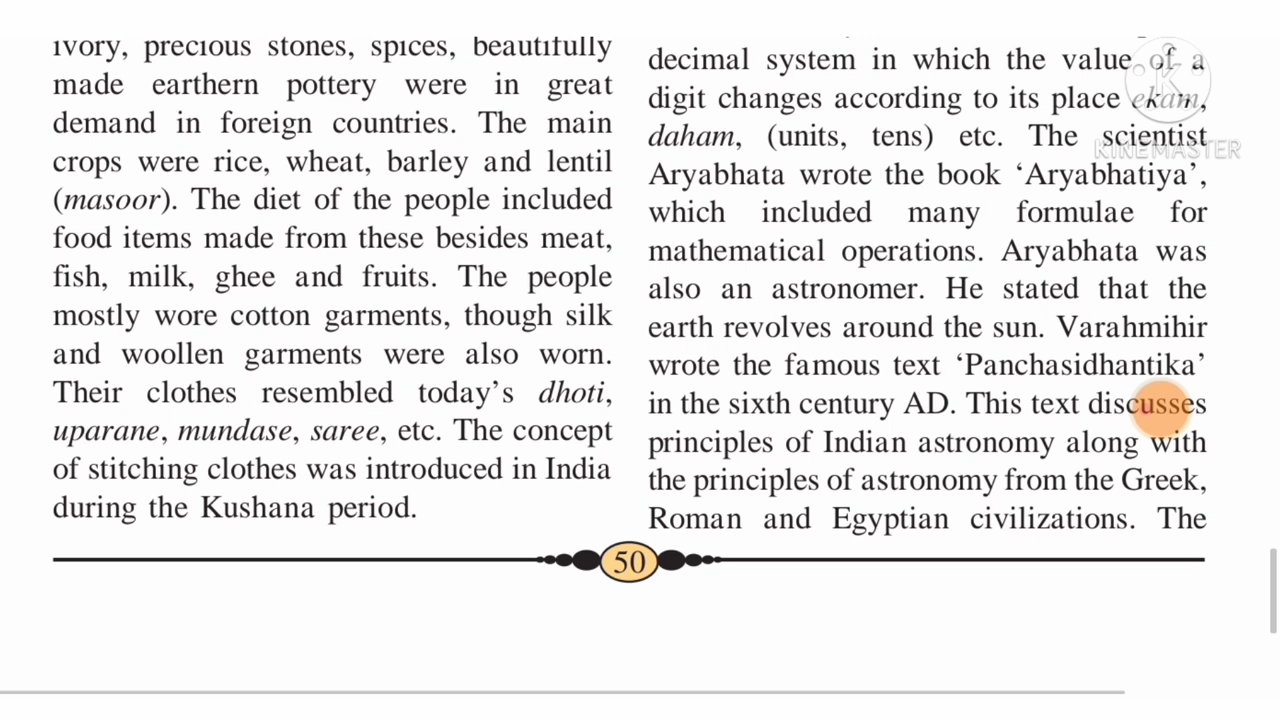 ivory, precious stones, spices, beautifully
made earthern pottery were in great
demand in foreign countries. The main
crops were rice, wheat, barley and lentil
(masoor). The diet of the people included
food items made from these besides meat,
fish, milk, ghee and fruits. The people
mostly wore cotton garments, though silk
and woollen garments were also worn.
Their clothes resembled today's dhoti,
uparane, mundase, saree, etc. The concept
of stitching clothes was introduced in India
during the Kushana period.
decimal system in which the value of a
digit changes according to its place ekam,
daham, (units, tens) etc. The scientist
Aryabhata wrote the book ‘Aryabhatiya’,
which included many formulae for
mathematical operations. Aryabhata was
also an astronomer. He stated that the
earth revolves around the sun. Varahmihir
wrote the famous text ‘Panchasidhantika’
in the sixth century AD. This text discusses
principles of Indian astronomy along with
the principles of astronomy from the Greek,
Roman and Egyptian civilizations. The
50
K
KINEMASTER